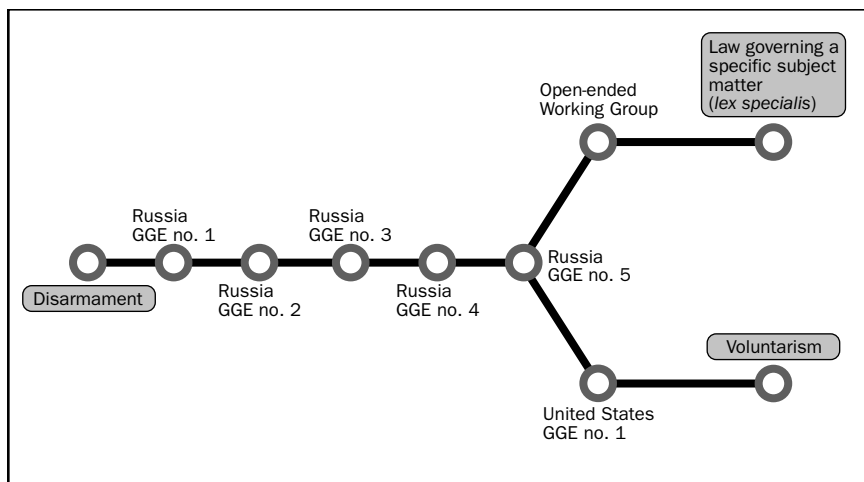 Law governing a
specific subject
matter
(lex specialis)
Open-ended
Working Group
Russia
GGE no. 1
Russia
GGE no. 3
Russia
GGE no. 5
Disarmament
Russia
GGE no. 2
Russia
GGE no. 4
Voluntarism
United States
GGE no. 1